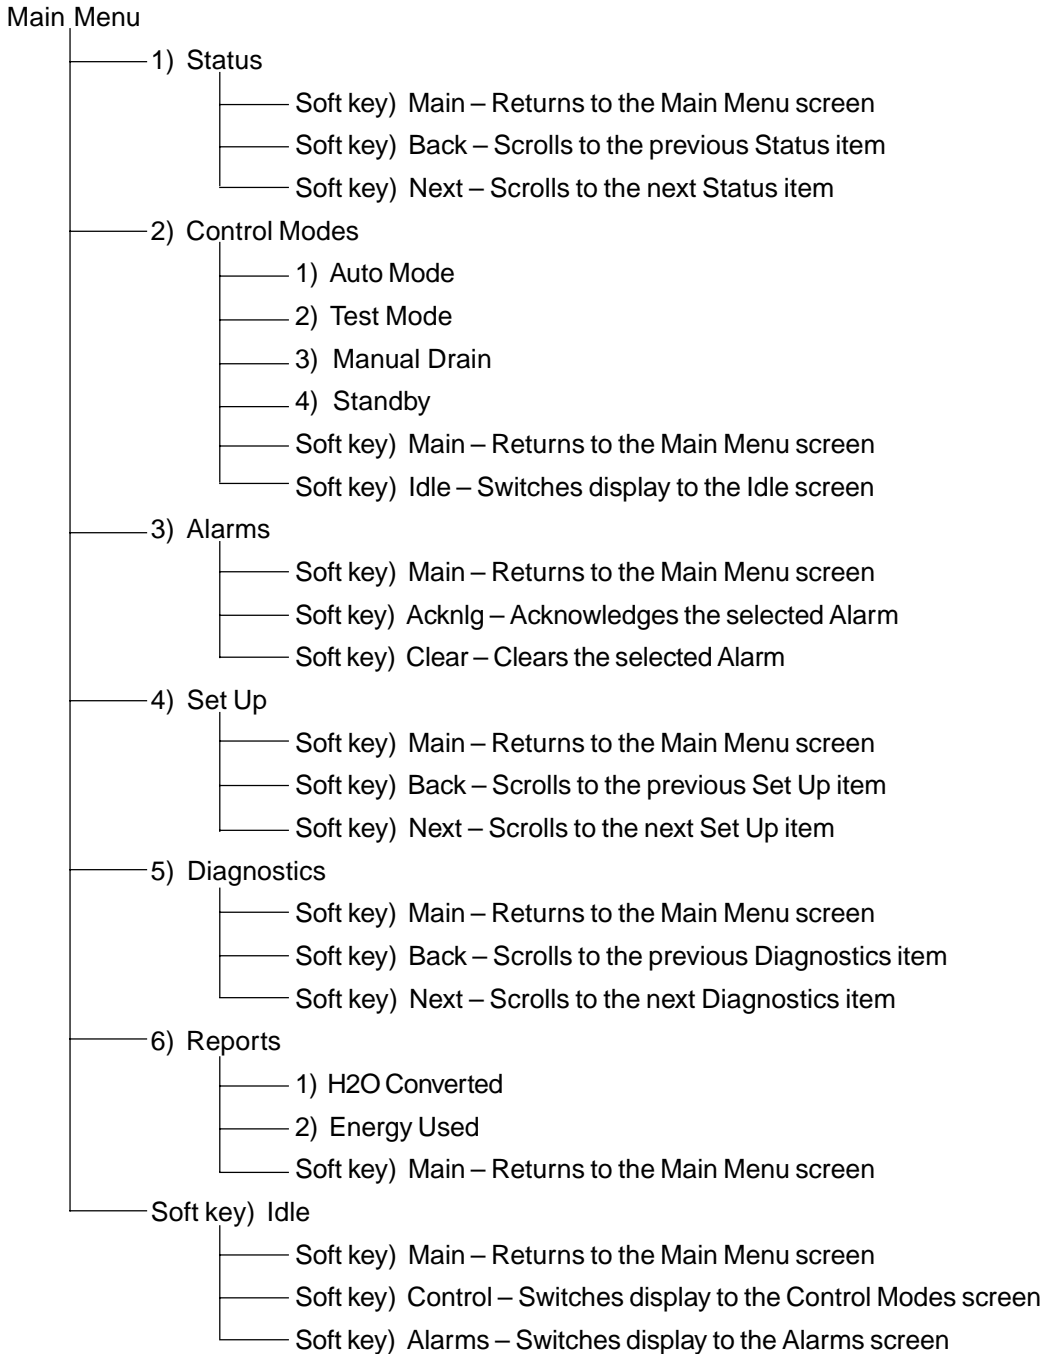 Main Menu
1) Status
Soft key) Main – Returns to the Main Menu screen
Soft key) Back – Scrolls to the previous Status item
Soft key) Next – Scrolls to the next Status item
2) Control Modes
1) Auto Mode
2) Test Mode
3) Manual Drain
4) Standby
Soft key) Main – Returns to the Main Menu screen
Soft key) Idle – Switches display to the Idle screen
3) Alarms
Soft key) Main – Returns to the Main Menu screen
Soft key) Acknlg – Acknowledges the selected Alarm
Soft key) Clear – Clears the selected Alarm
4) Set Up
Soft key) Main – Returns to the Main Menu screen
Soft key) Back – Scrolls to the previous Set Up item
Soft key) Next – Scrolls to the next Set Up item
5) Diagnostics
Soft key) Main – Returns to the Main Menu screen
Soft key) Back – Scrolls to the previous Diagnostics item
Soft key) Next – Scrolls to the next Diagnostics item
6) Reports
1) H2O Converted
2) Energy Used
Soft key) Main – Returns to the Main Menu screen
Soft key) Idle
Soft key) Main – Returns to the Main Menu screen
Soft key) Control – Switches display to the Control Modes screen
Soft key) Alarms – Switches display to the Alarms screen